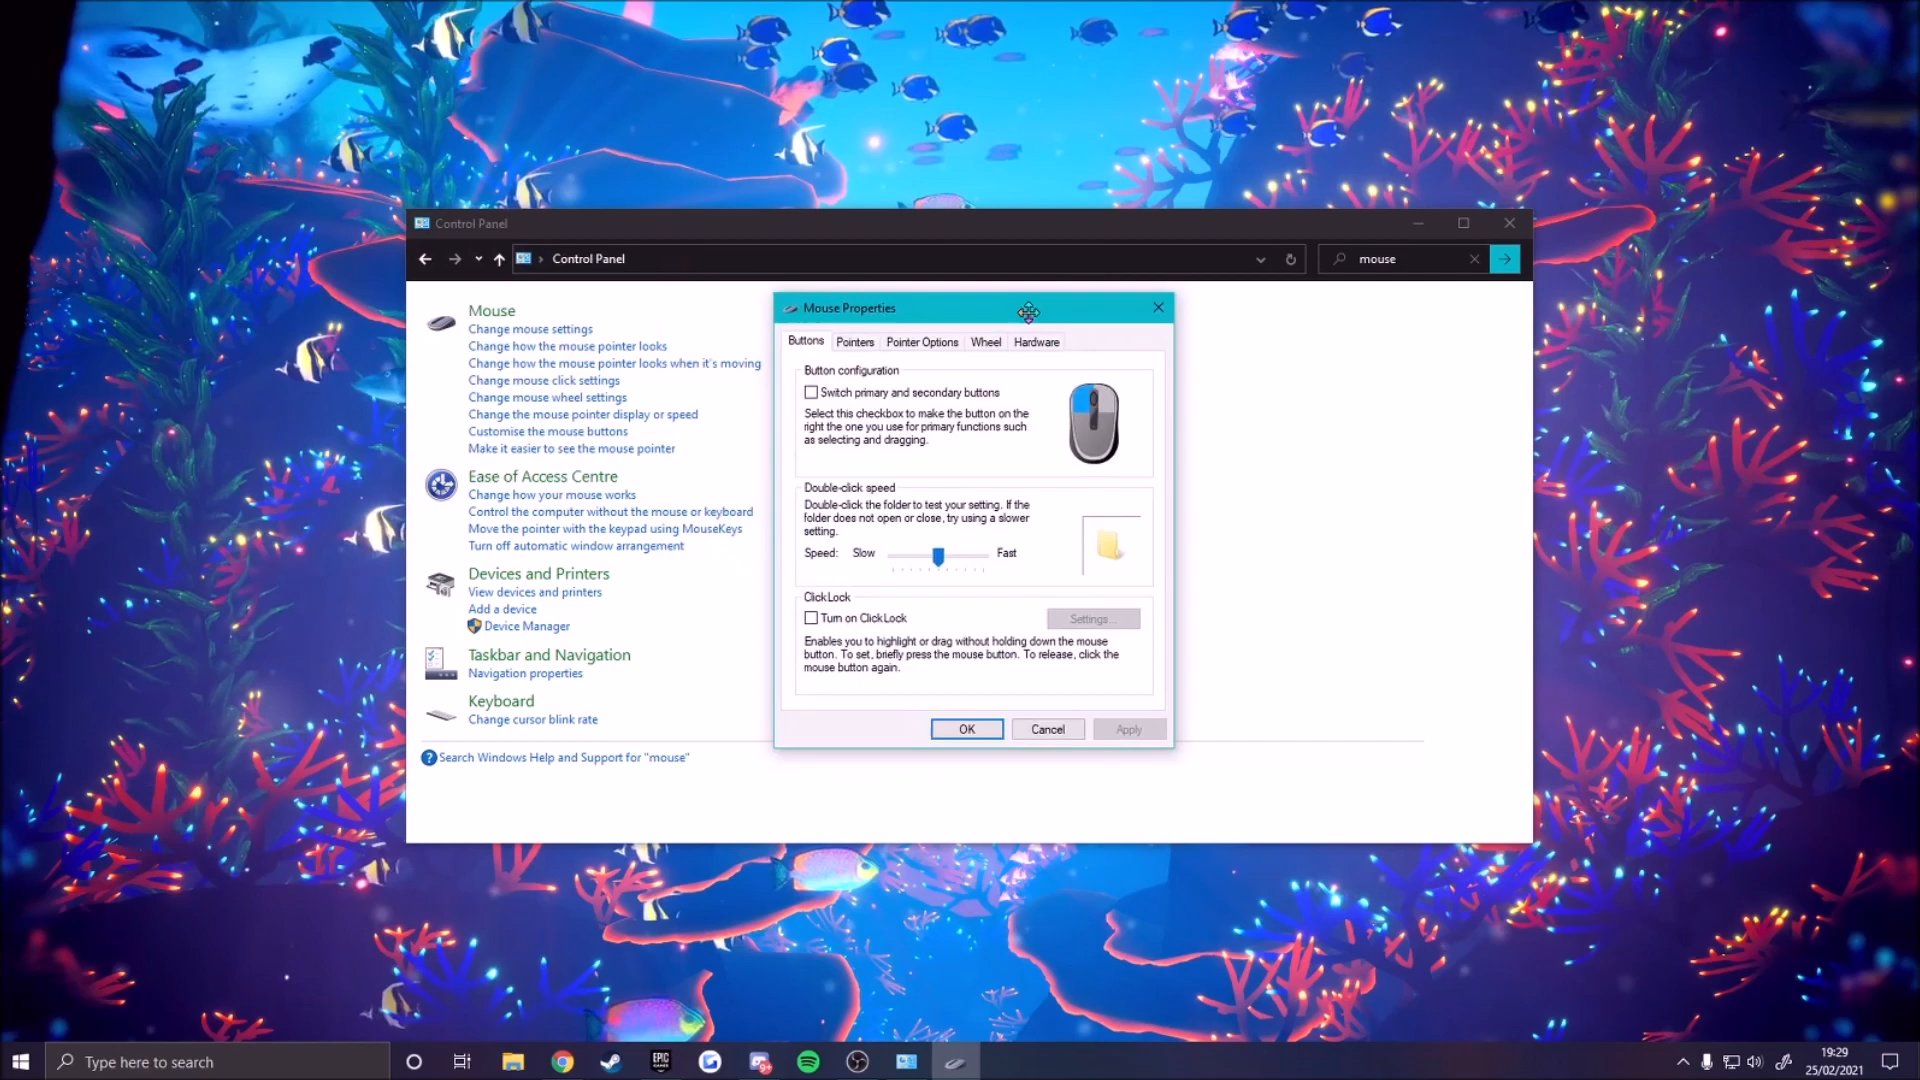 Control Panel
Control Panel
mouse
Mouse
Change mouse settings
Change how the mouse pointer looks
Change how the mouse pointer looks when it's moving
Change mouse click settings
Change mouse wheel settings
Change the mouse pointer display or speed
Customise the mouse buttons
Make it easier to see the mouse pointer
Ease of Access Centre
Change how your mouse works
Control the computer without the mouse or keyboard
Move the pointer with the keypad using MouseKeys
Turn off automatic window arrangement
Devices and Printers
View devices and printers
Add a device
Device Manager
Taskbar and Navigation
Navigation properties
Keyboard
Change cursor blink rate
Search Windows Help and Support for "mouse"
Mouse Properties
Buttons Pointers Pointer Options Wheel Hardware
Button configuration
Switch primary and secondary buttons
Select this checkbox to make the button on the
right the one you use for primary functions such
as selecting and dragging.
Double-click speed
Double-click the folder to test your setting. If the
folder does not open or close, try using a slower
setting.
Speed: Slow Fast
ClickLock
Turn on ClickLock
Settings...
Enables you to highlight or drag without holding down the mouse
button. To set, briefly press the mouse button. To release, click the
mouse button again.
OK Cancel Apply
Type here to search
EPIC
GAMES
9+
19:29
25/02/2021